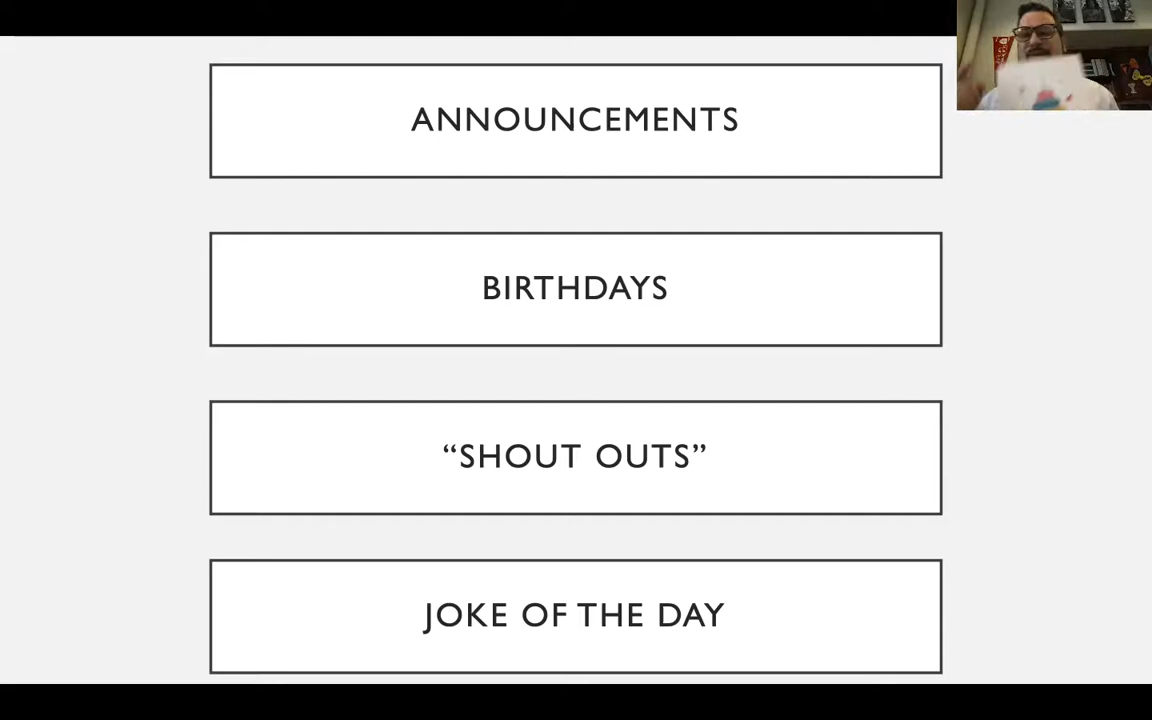 ANNOUNCEMENTS
BIRTHDAYS
“SHOUT OUTS”
JOKE OF THE DAY